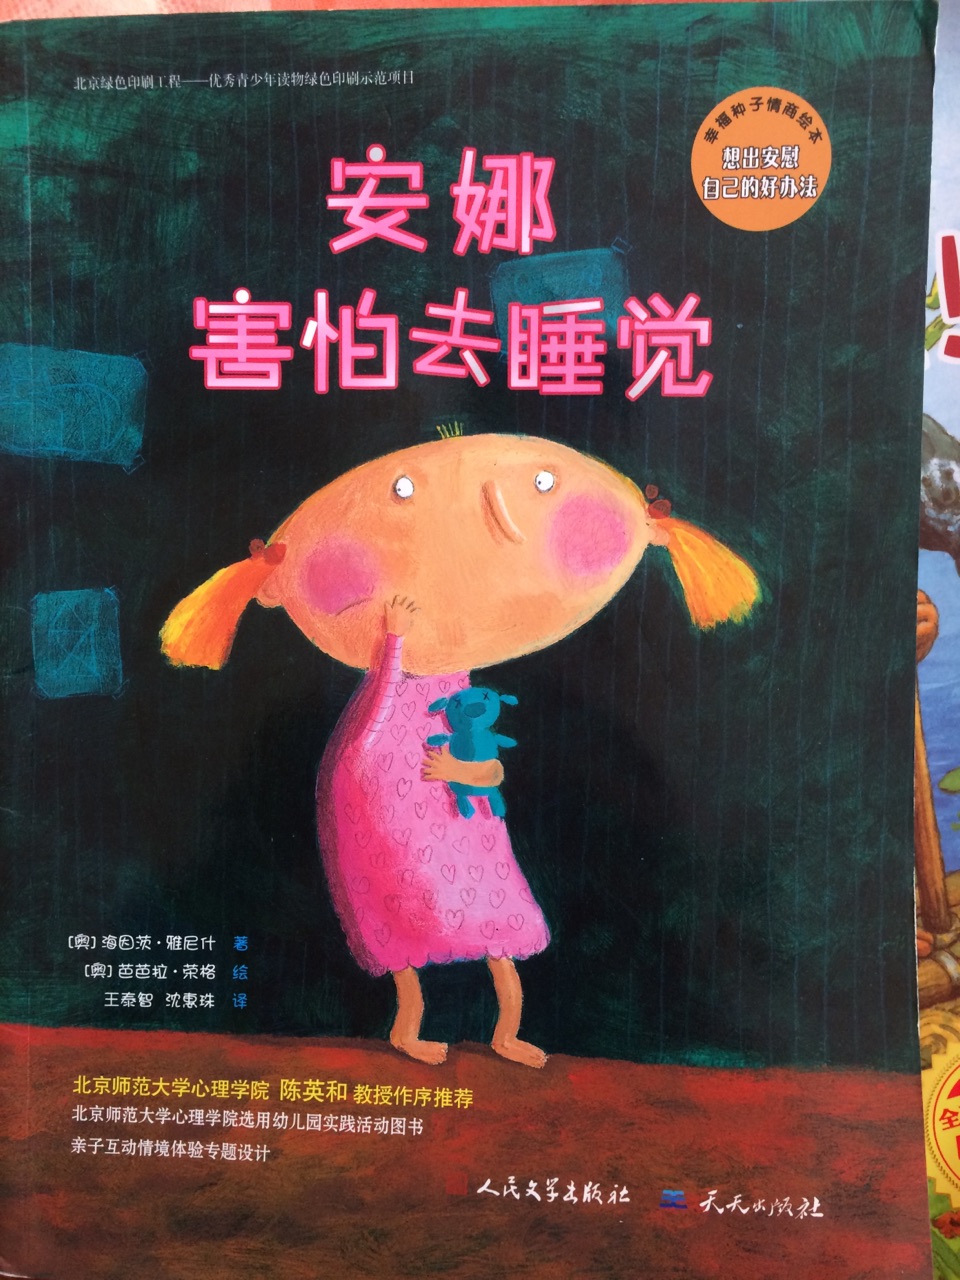 北京绿色印刷工程——优秀青少年读物绿色印刷示范项目
幸福种子情商绘本
想出安慰
自己的好办法
安娜
害怕去睡觉
[奥]海因茨·雅尼什 著
[奥]芭芭拉·荣格 绘
王泰智 沈惠珠 译
北京师范大学心理学院 陈英和 教授作序推荐
北京师范大学心理学院选用幼儿园实践活动图书
亲子互动情境体验专题设计
人民文学出版社
天天出版社